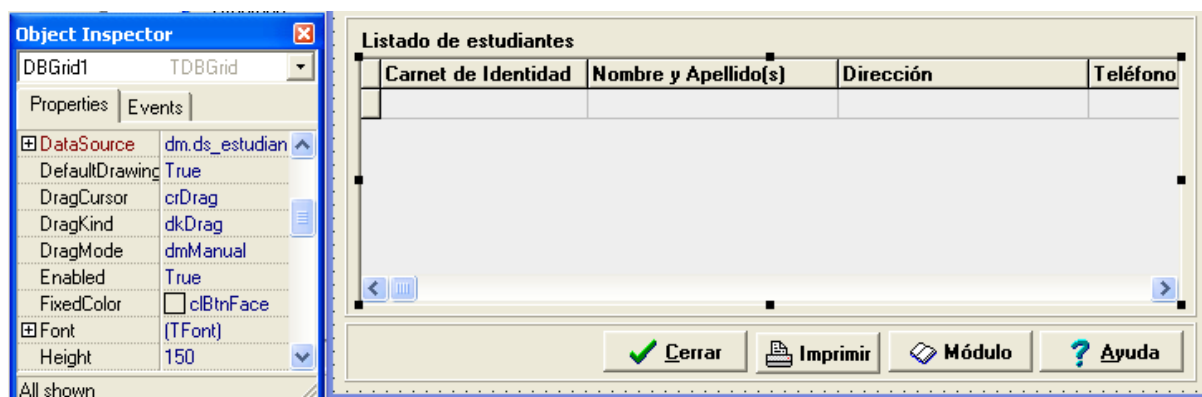 Object Inspector
DBGrid1 TDBGrid
Properties Events
DataSource dm.ds_estudian
DefaultDrawing True
DragCursor crDrag
DragKind dkDrag
DragMode dmManual
Enabled True
FixedColor clBtnFace
Font (TFont)
Height 150
All shown
Listado de estudiantes
Carnet de Identidad Nombre y Apellido(s) Dirección Teléfono
Cerrar Imprimir Módulo Ayuda